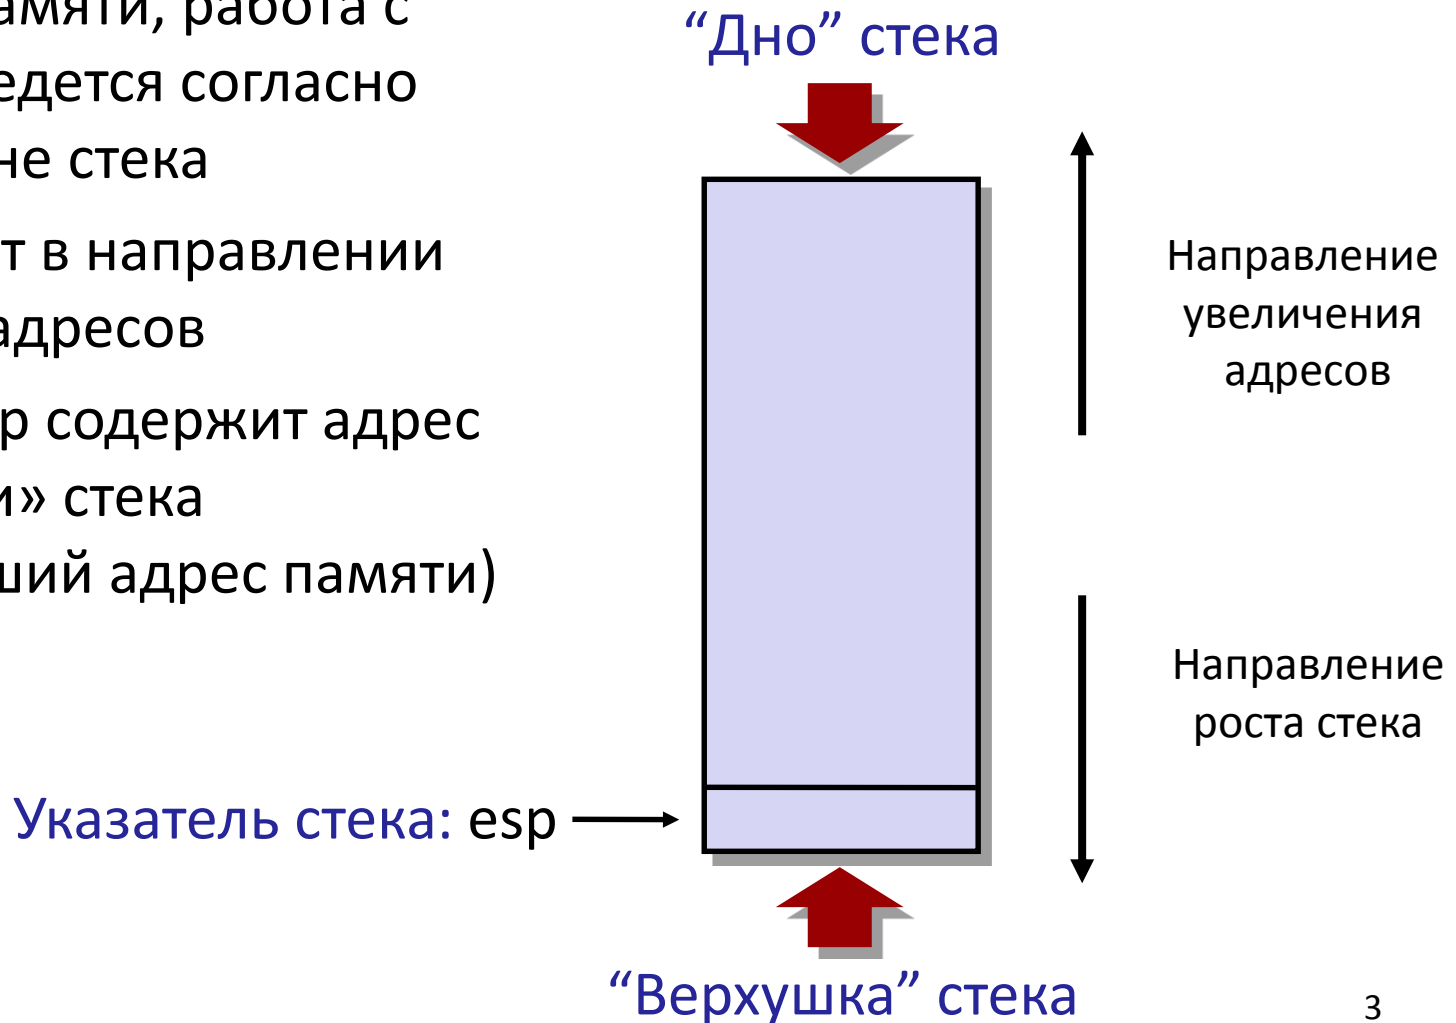 “Дно” стека
амяти, работа с
едется согласно
не стека
т в направлении
адресов
р содержит адрес
и» стека
ший адрес памяти)
Направление
увеличения
адресов
Направление
роста стека
Указатель стека: esp
“Верхушка” стека
3